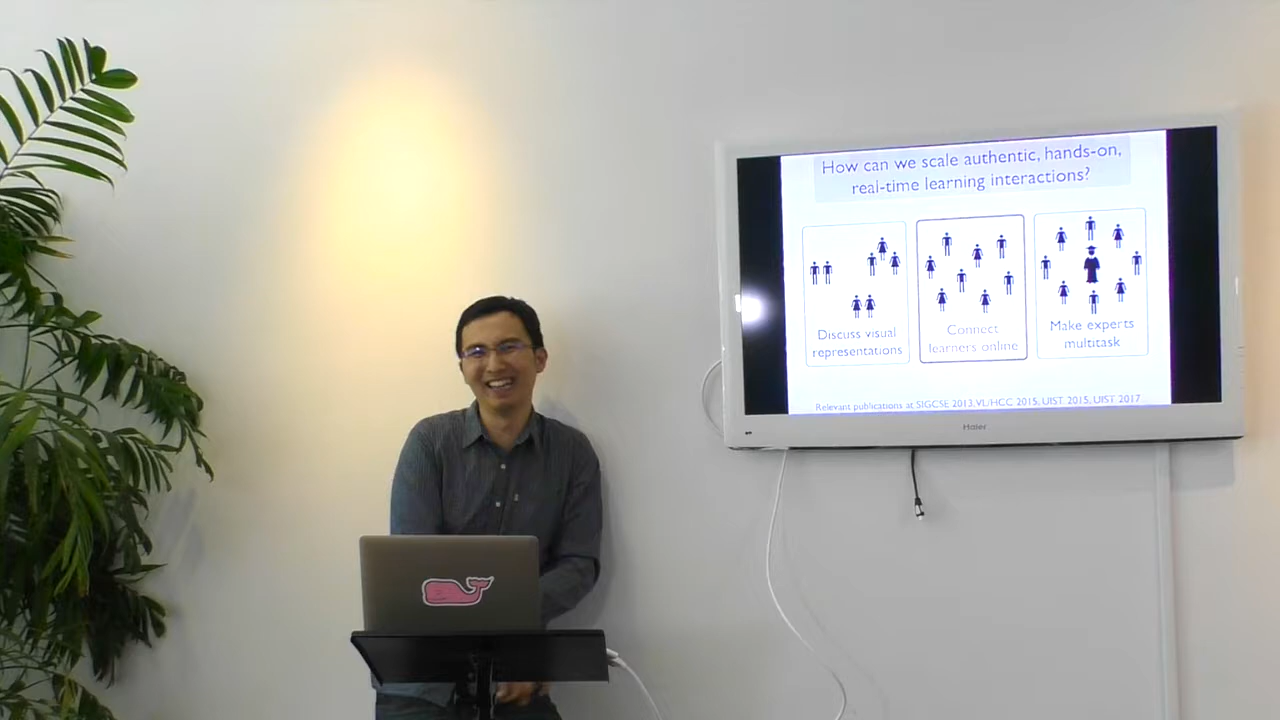 How can we scale authentic, hands-on,
real-time learning interactions?
Discuss visual
representations
Connect
learners online
Make experts
multitask
Relevant publications at SIGCSE 2013, VL/HCC 2015, UIST 2015, UIST 2017
Haier